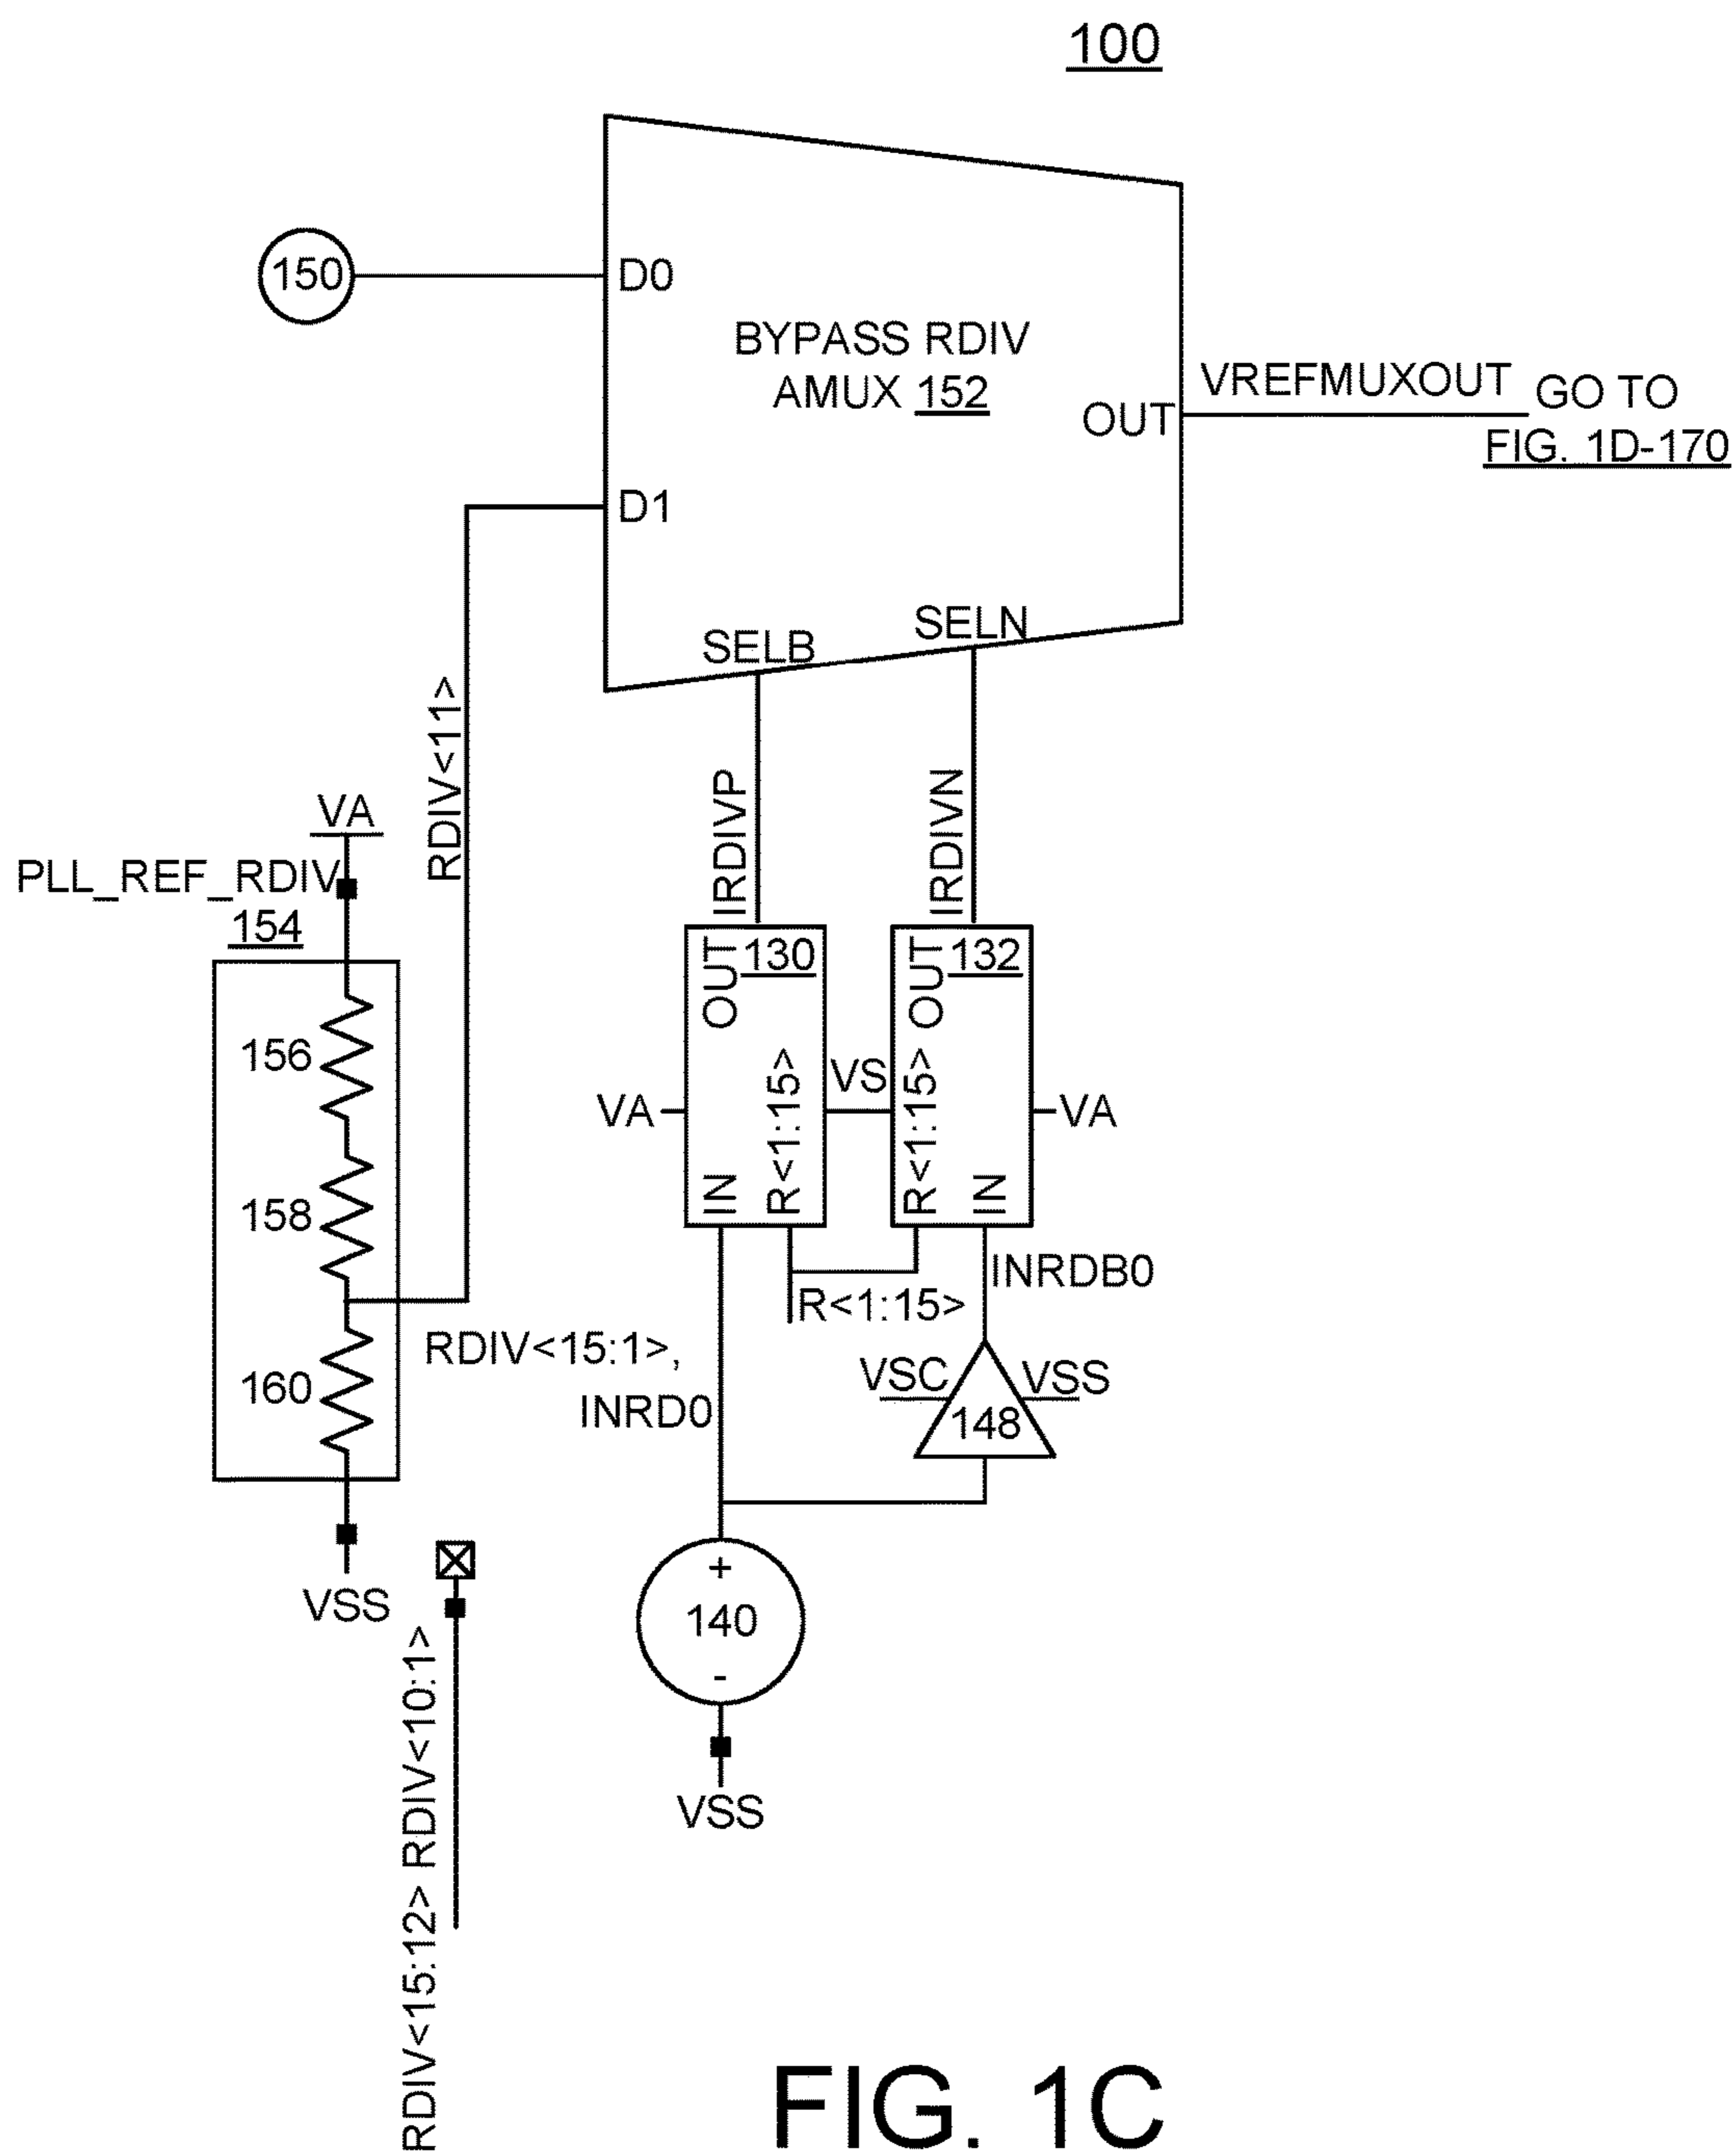 100
150
D0
BYPASS RDIV
AMUX 152
VREFMUXOUT
GO TO
FIG. 1D-170
OUT
D1
SELB
SELN
RDIV<11>
IRDIVP
IRDIVN
VA
PLL_REF_RDIV
154
156
158
160
VSS
OUT
130
OUT
132
VA
VS
VA
IN
R<1:15>
R<1:15>
IN
INRDB0
R<1:15>
RDIV<15:1>,
INRD0
VSC
VSS
148
+
140
-
VSS
RDIV<15:12> RDIV<10:1>
FIG. 1C